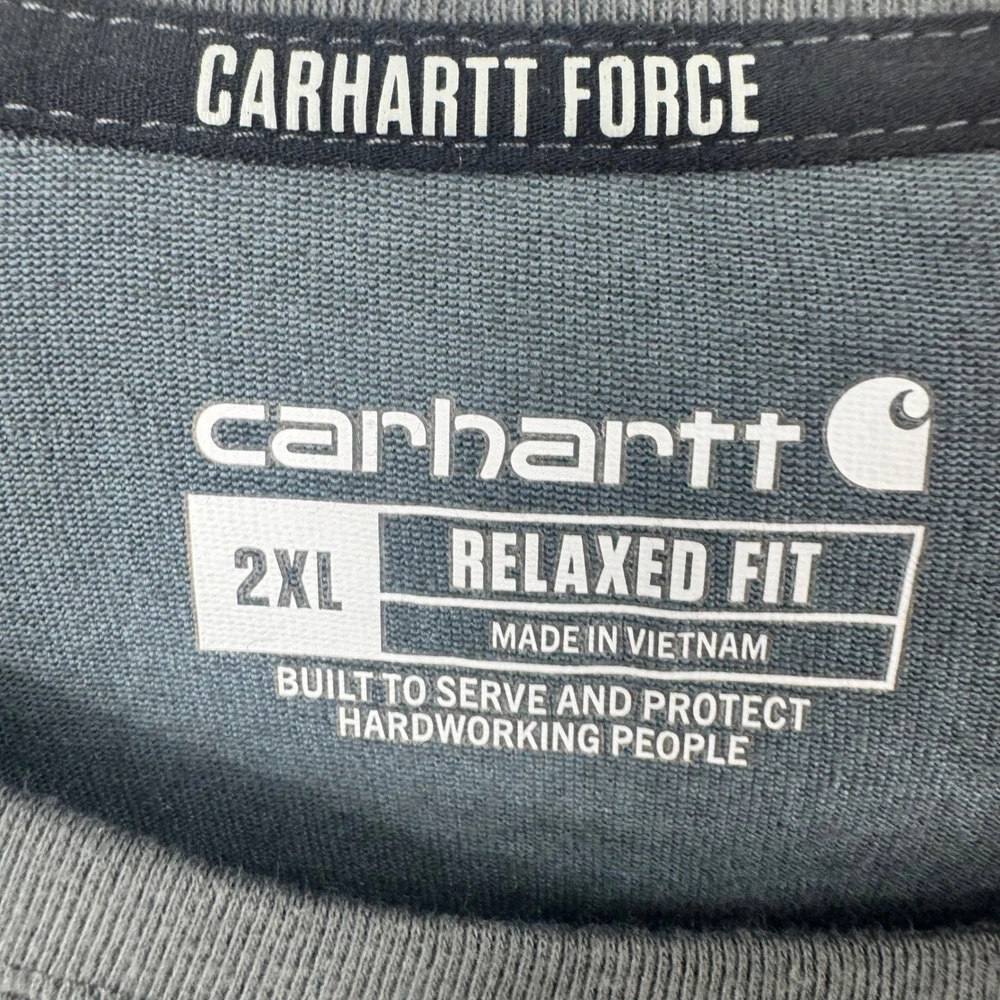 CARHARTT FORCE
carhartt
2XL RELAXED FIT
MADE IN VIETNAM
BUILT TO SERVE AND PROTECT
HARDWORKING PEOPLE